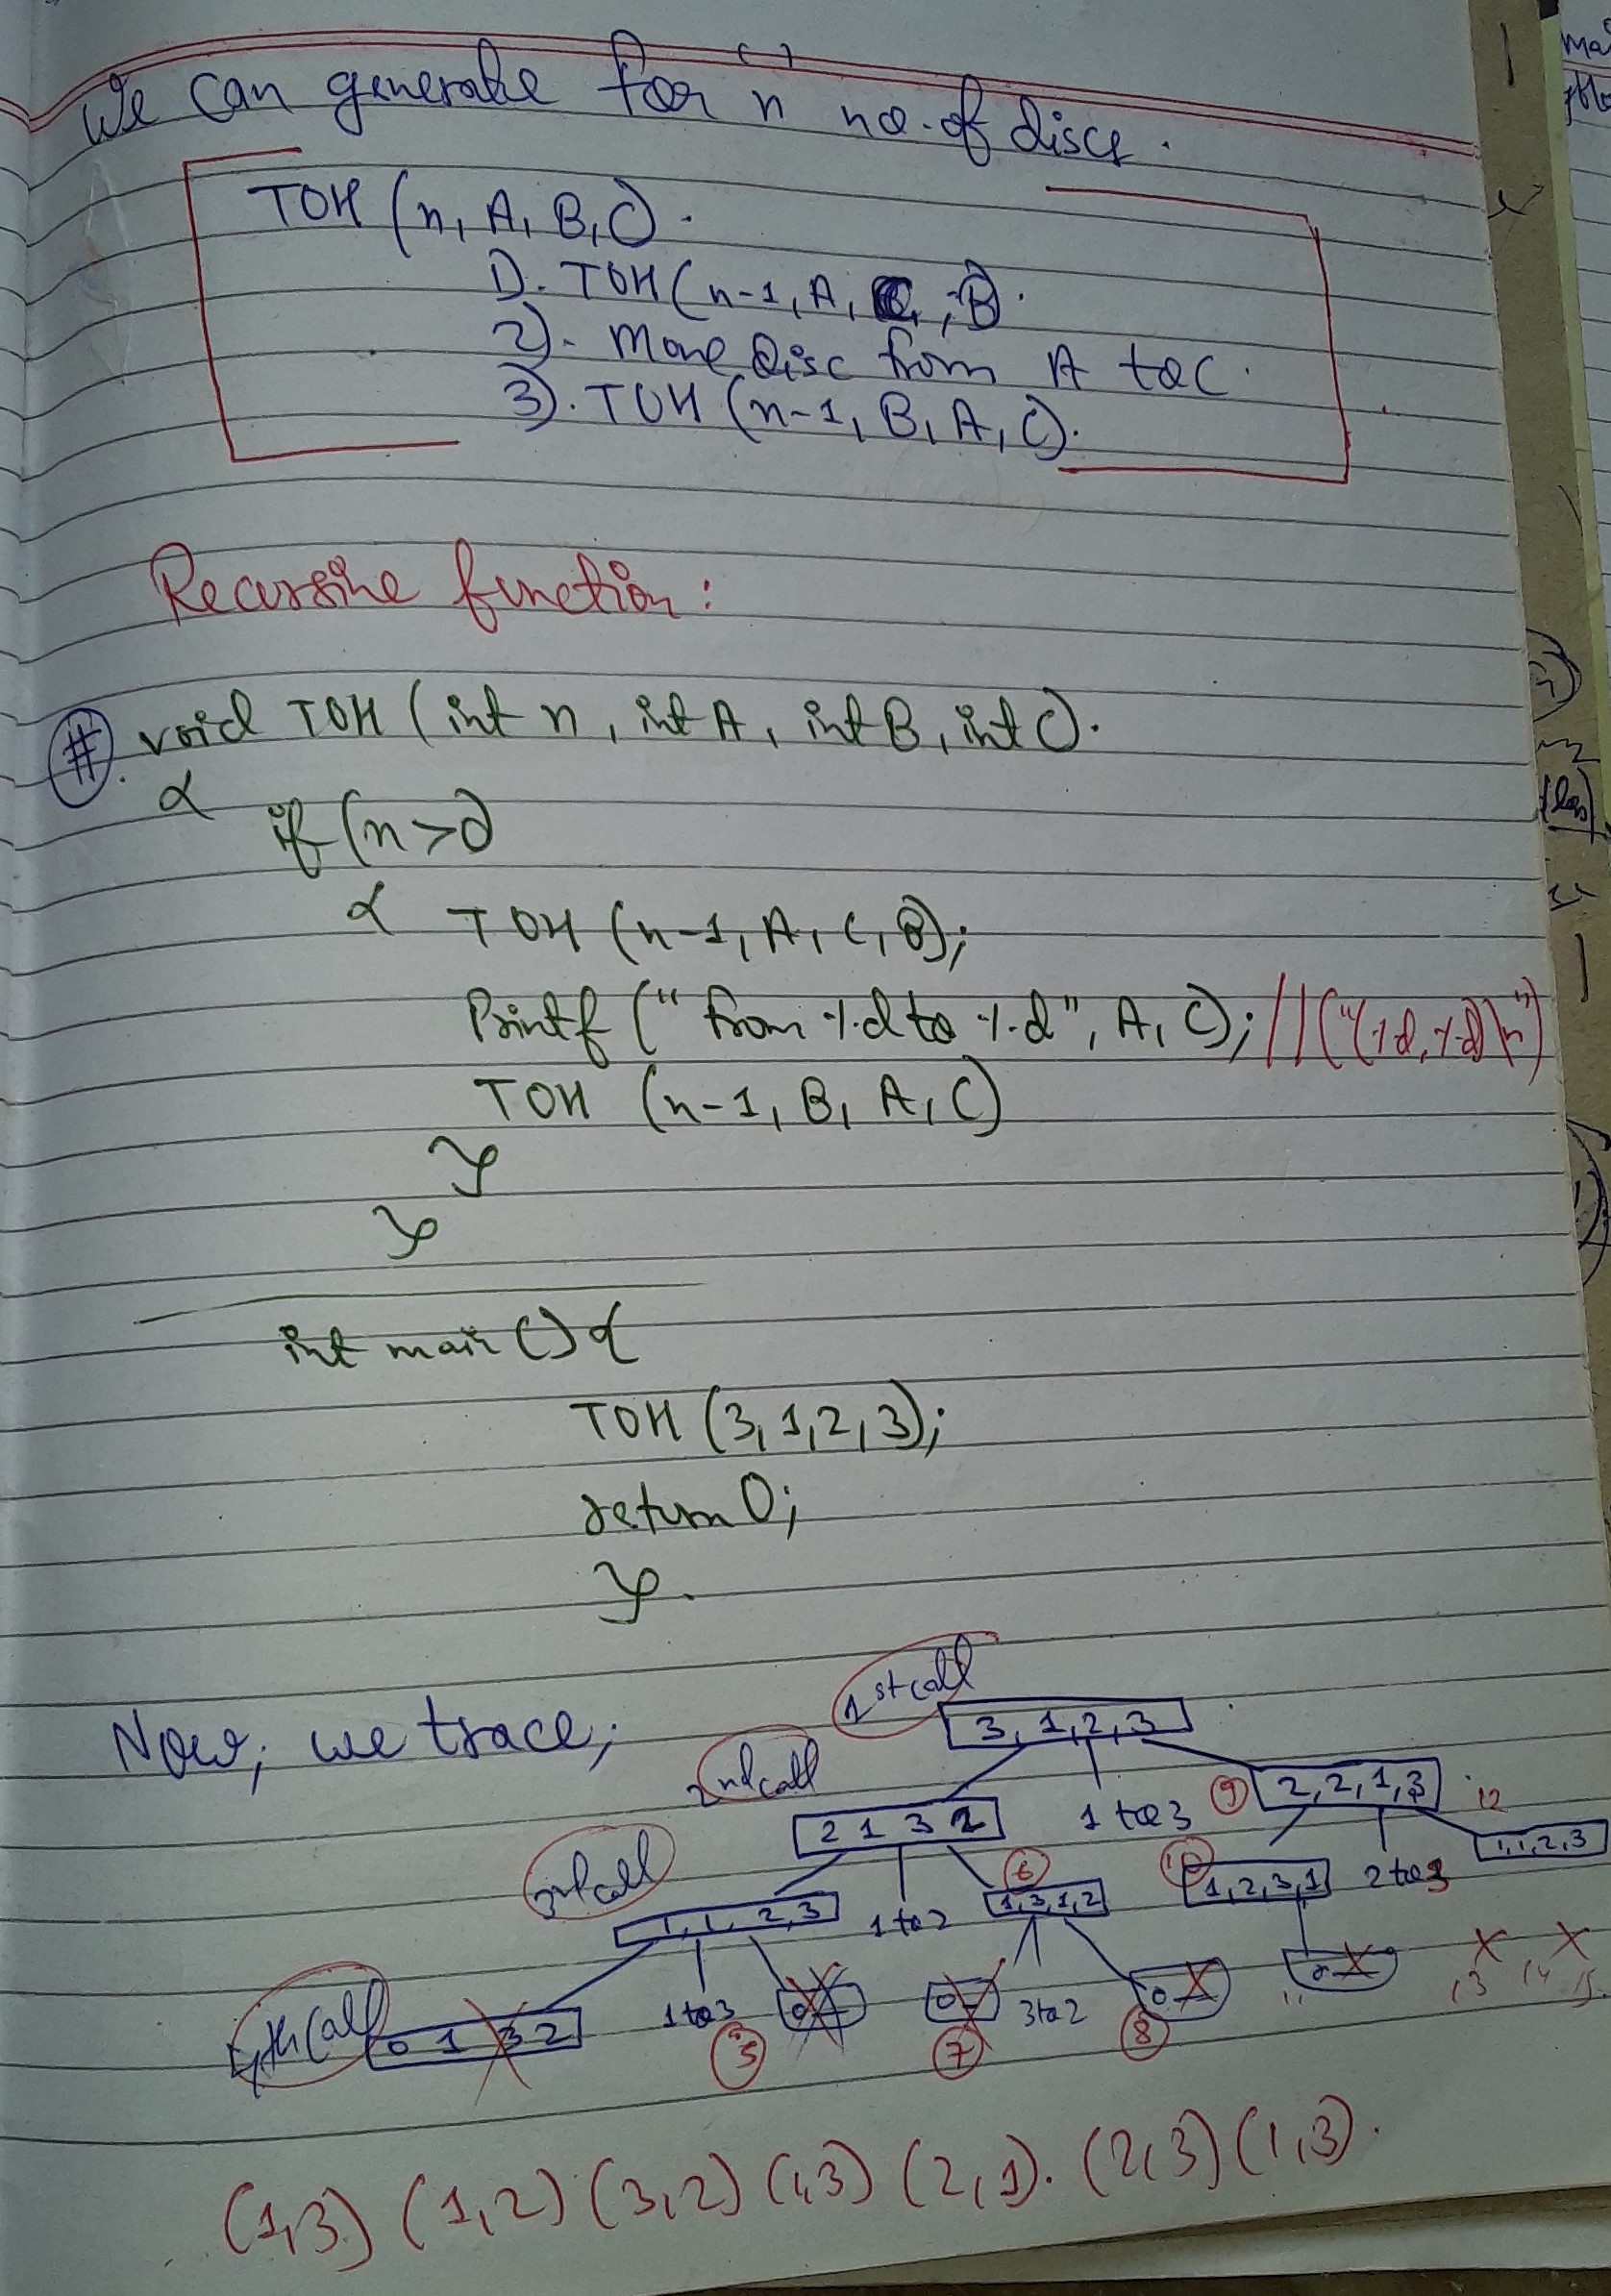 We can generate for n no. of discs.
TOH (n, A, B, C).
1). TOH (n-1, A, C, B).
2). Move Disc from A to C.
3). TOH (n-1, B, A, C).
Recursive function:
#. void TOH (int n, int A, int B, int C).
{
if (n>0)
{ TOH (n-1, A, C, B);
Printf (" from %d to %d", A, C); //("(%d,%d)\n")
TOH (n-1, B, A, C)
}
}
int main () {
TOH (3,1,2,3);
return 0;
}.
Now, we trace,
1st call
3, 1, 2, 3
2nd call
2 1 3 2
1 to 3
9
2, 2, 1, 3
12
3rd call
1, 1, 2, 3
1 to 2
6
1, 3, 1, 2
10
1, 2, 3, 1
2 to 3
1, 1, 2, 3
4th call
0 1 3 2
1 to 3
5
0
0
7
3 to 2
0
8
0
11
13 14 15
(1,3) (1,2) (3,2) (1,3) (2,1). (2,3) (1,3).